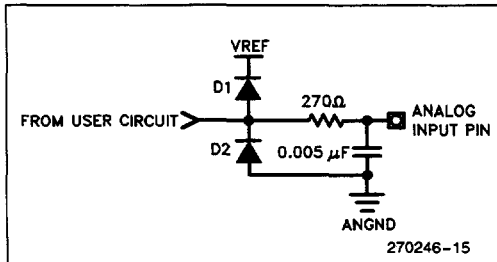 VREF
D1
270Ω
FROM USER CIRCUIT
ANALOG
INPUT PIN
D2
0.005 µF
ANGND
270246-15